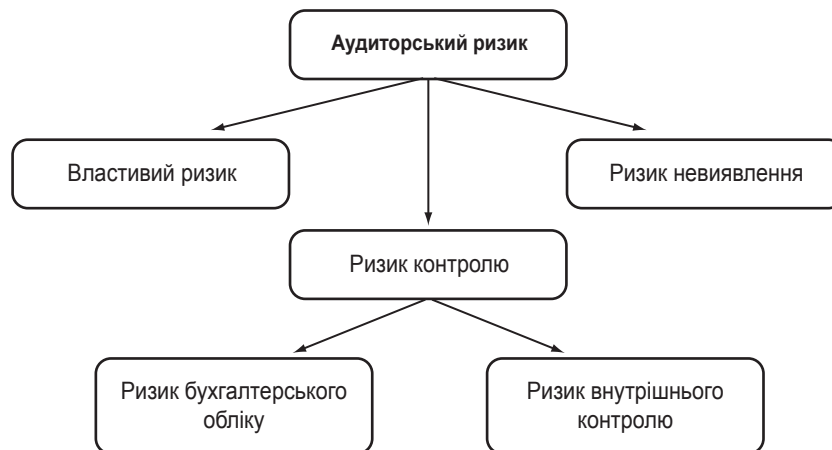 Аудиторський ризик
Властивий ризик
Ризик невиявлення
Ризик контролю
Ризик бухгалтерського
обліку
Ризик внутрішнього
контролю